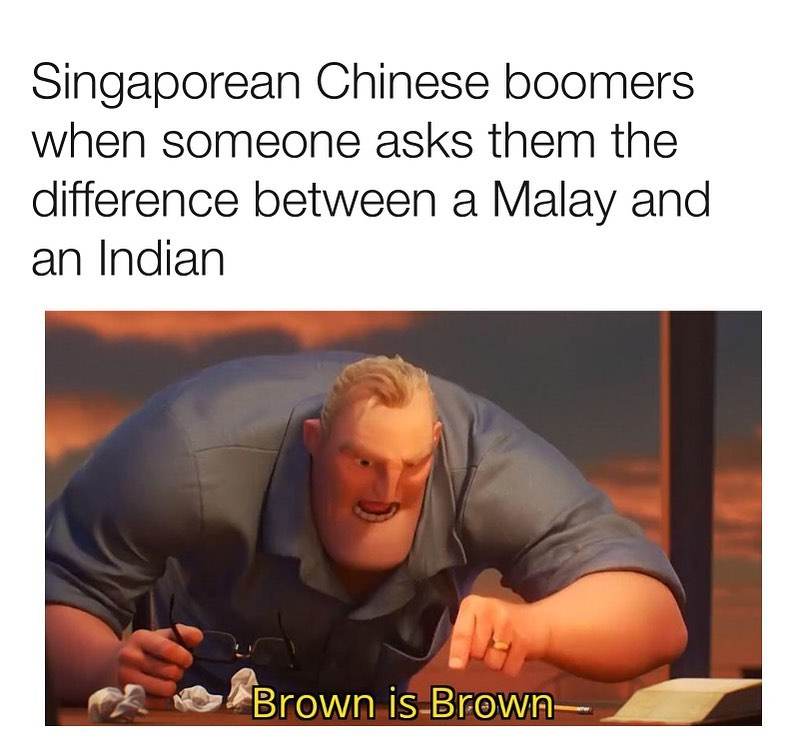 Singaporean Chinese boomers
when someone asks them the
difference between a Malay and
an Indian
Brown is Brown